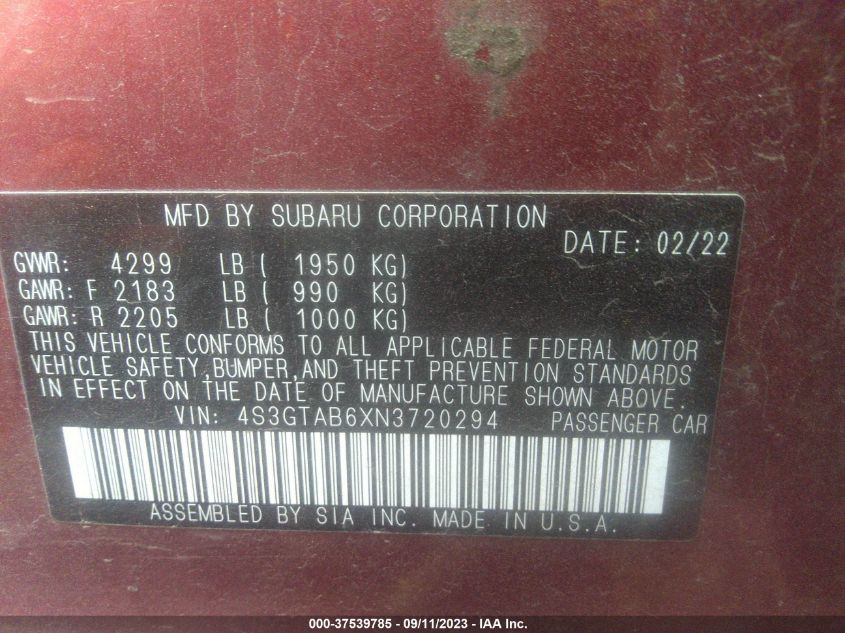 MFD BY SUBARU CORPORATION
DATE: 02/22
GVWR: 4299 LB ( 1950 KG)
GAWR: F 2183 LB ( 990 KG)
GAWR: R 2205 LB ( 1000 KG)
THIS VEHICLE CONFORMS TO ALL APPLICABLE FEDERAL MOTOR
VEHICLE SAFETY, BUMPER, AND THEFT PREVENTION STANDARDS
IN EFFECT ON THE DATE OF MANUFACTURE SHOWN ABOVE.
VIN: 4S3GTAB6XN3720294 PASSENGER CAR
ASSEMBLED BY SIA INC. MADE IN U.S.A.
000-37539785 - 09/11/2023 - IAA Inc.